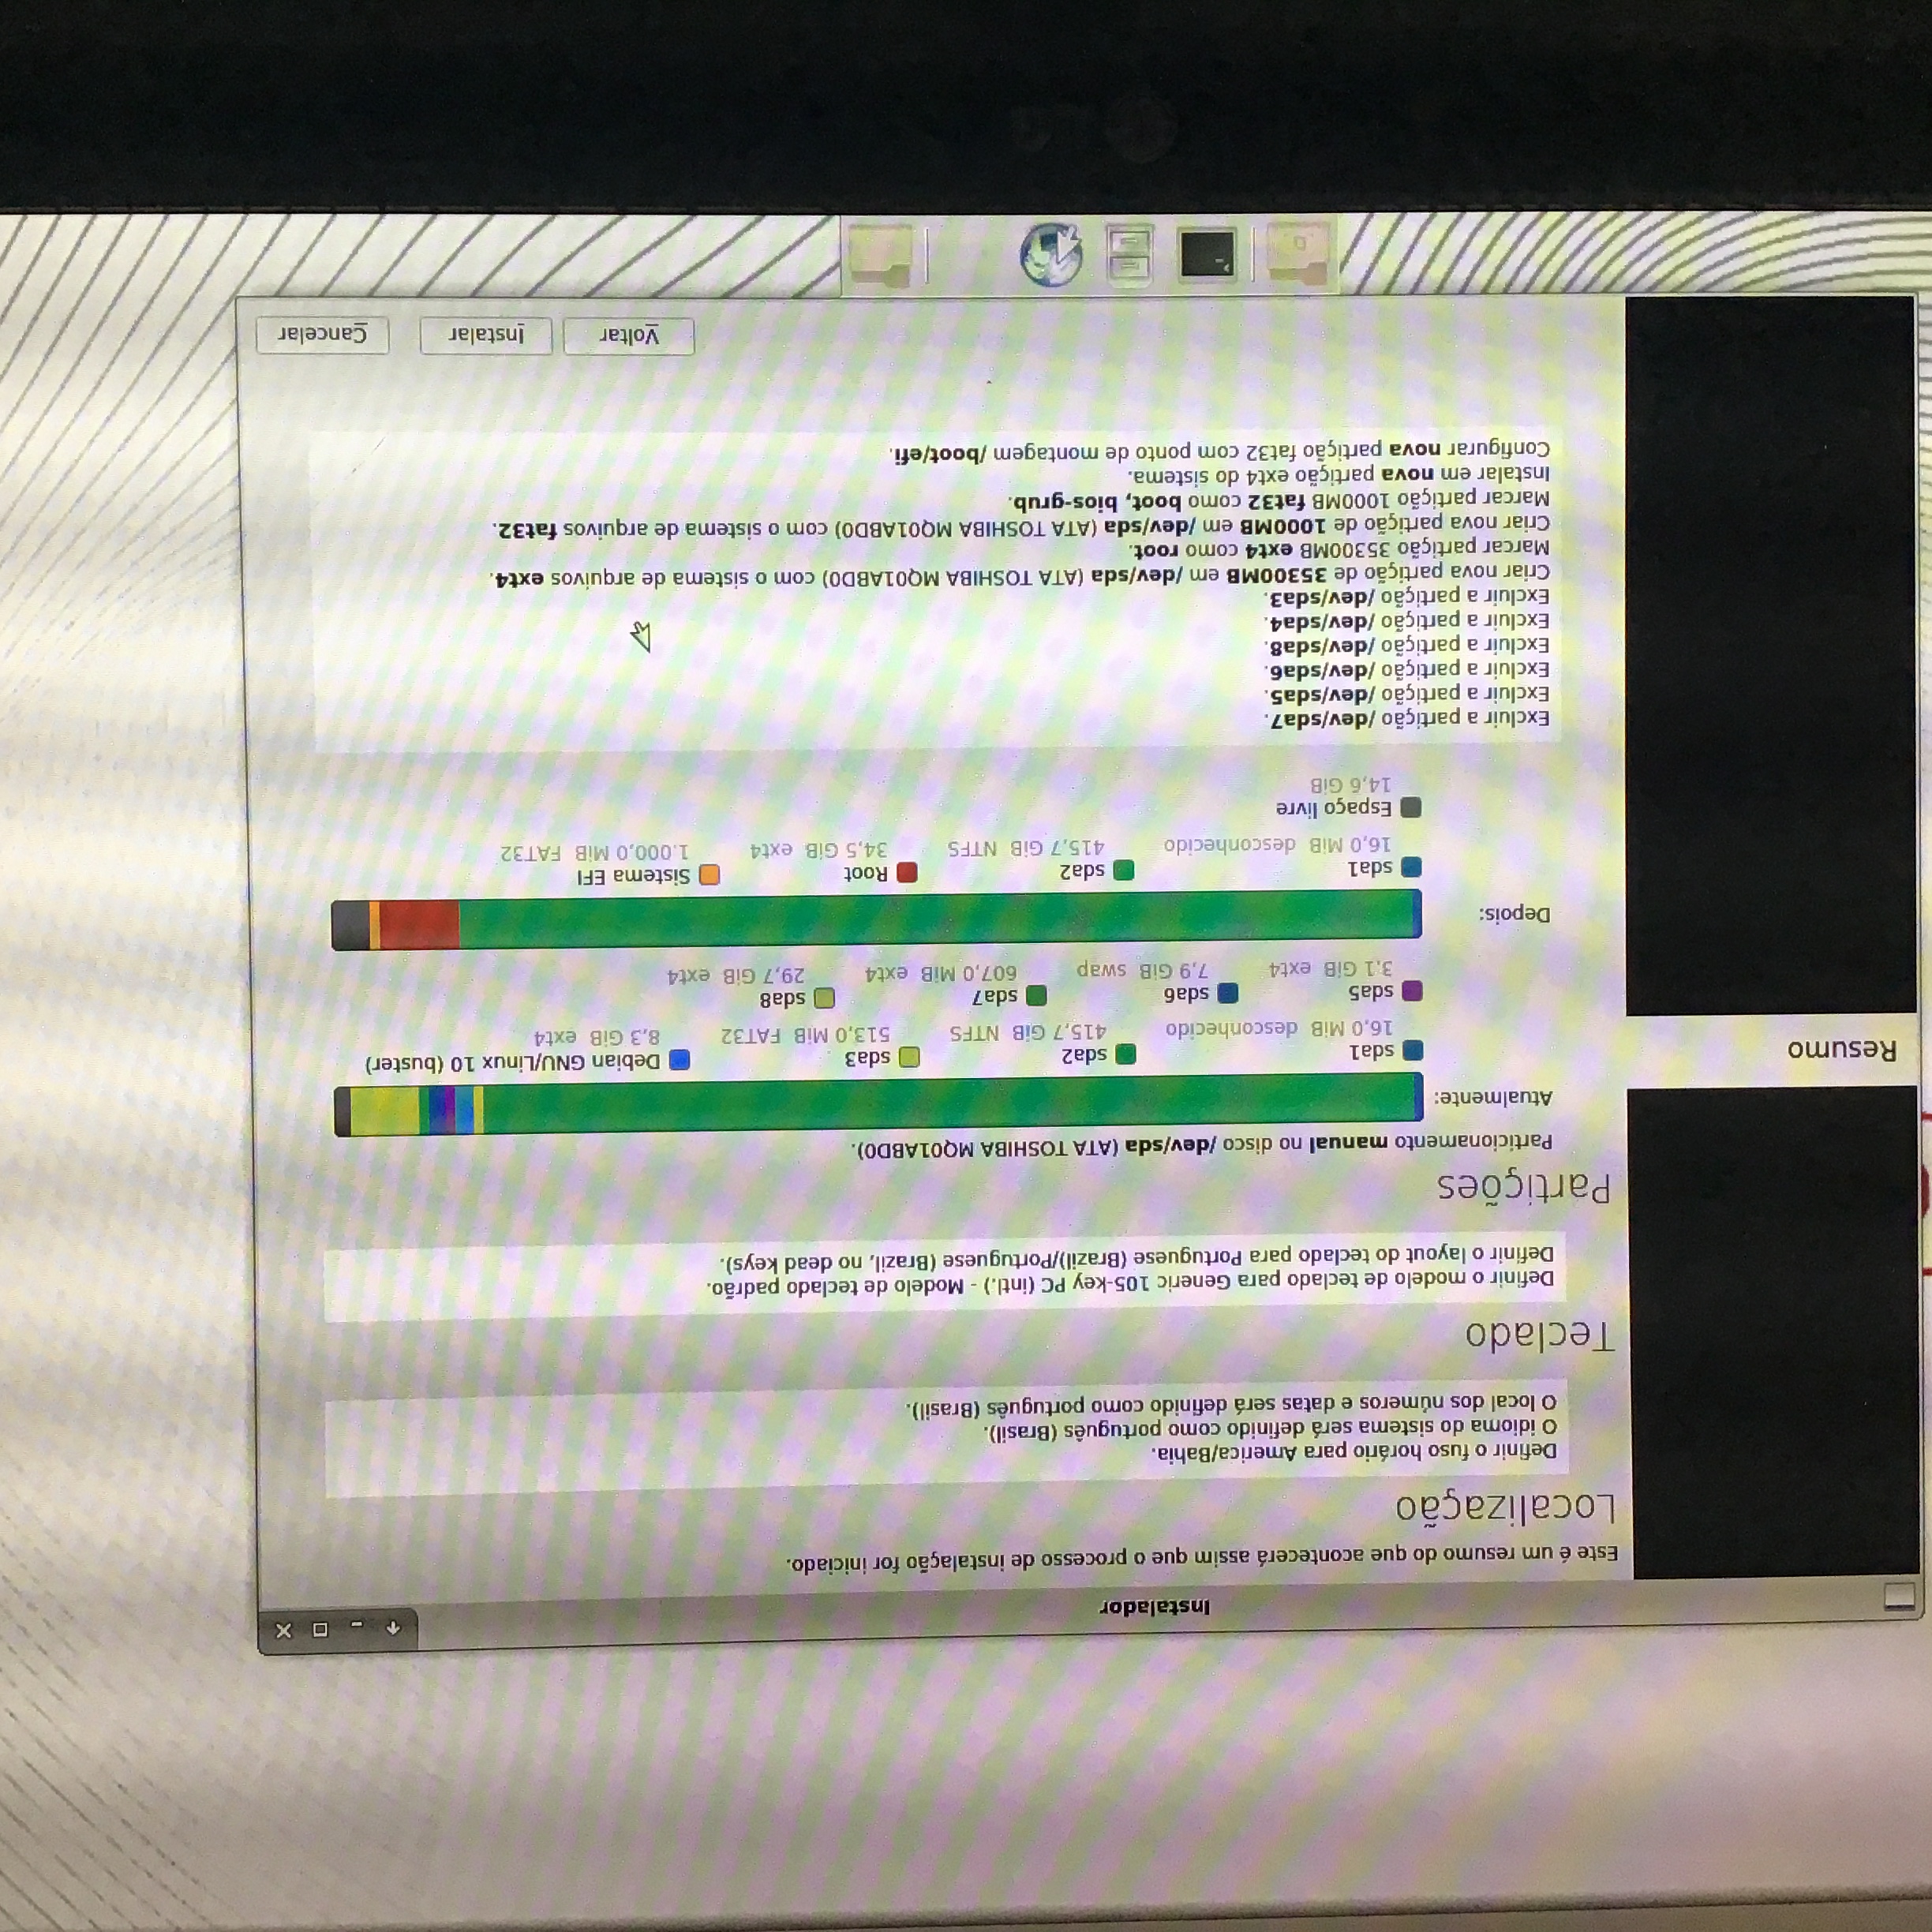 Instalador
Este é um resumo do que acontecerá assim que o processo de instalação for iniciado.
Localização
Definir o fuso horário para America/Bahia.
O idioma do sistema será definido como português (Brasil).
O local dos números e datas será definido como português (Brasil).
Teclado
Definir o modelo de teclado para Generic 105-key PC (intl.) - Modelo de teclado padrão.
Definir o layout do teclado para Portuguese (Brazil)/Portuguese (Brazil, no dead keys).
Resumo
Partições
Particionamento manual no disco /dev/sda (ATA TOSHIBA MQ01ABD0).
Atualmente:
sda1 sda2 sda3 Debian GNU/Linux 10 (buster)
16,0 MiB desconhecido 415,7 GiB NTFS 513,0 MiB FAT32 8,3 GiB ext4
sda5 sda6 sda7 sda8
3,1 GiB ext4 7,9 GiB swap 607,0 MiB ext4 29,7 GiB ext4
Depois:
sda1 sda2 Root Sistema EFI
16,0 MiB desconhecido 415,7 GiB NTFS 34,5 GiB ext4 1.000,0 MiB FAT32
Espaço livre
14,6 GiB
Excluir a partição /dev/sda7.
Excluir a partição /dev/sda5.
Excluir a partição /dev/sda6.
Excluir a partição /dev/sda8.
Excluir a partição /dev/sda4.
Excluir a partição /dev/sda3.
Criar nova partição de 35300MB em /dev/sda (ATA TOSHIBA MQ01ABD0) com o sistema de arquivos ext4.
Marcar partição 35300MB ext4 como root.
Criar nova partição de 1000MB em /dev/sda (ATA TOSHIBA MQ01ABD0) com o sistema de arquivos fat32.
Marcar partição 1000MB fat32 como boot, bios-grub.
Instalar em nova partição ext4 do sistema.
Configurar nova partição fat32 com ponto de montagem /boot/efi.
Voltar Instalar Cancelar